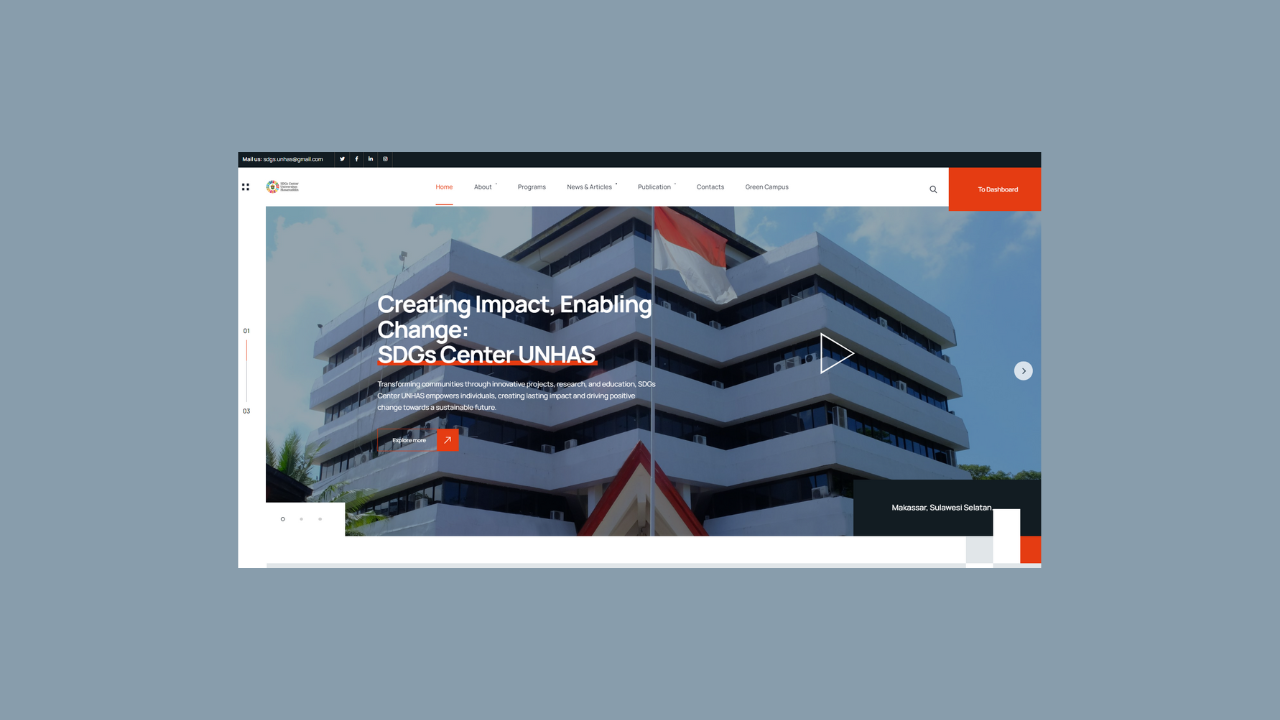 Mail us: sdgs.unhas@gmail.com
Home
About
Programs
News & Articles
Publication
Contacts
Green Campus
To Dashboard
Creating Impact, Enabling
Change:
SDGs Center UNHAS
Transforming communities through innovative projects, research, and education, SDGs
Center UNHAS empowers individuals, creating lasting impact and driving positive
change towards a sustainable future.
Explore more
01
03
Makassar, Sulawesi Selatan